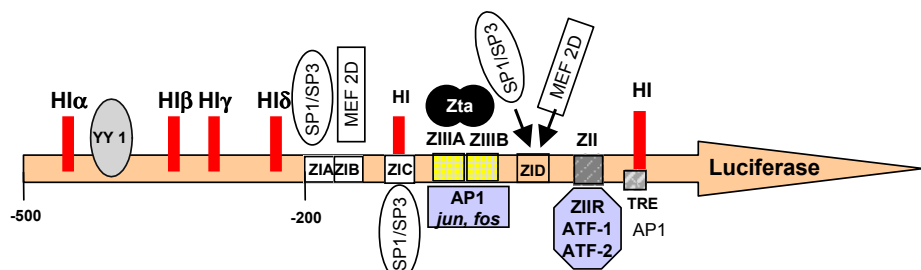 HIα
YY 1
HIβ
HIγ
HIδ
SP1/SP3
MEF 2D
HI
Zta
ZIIIA
ZIIIB
SP1/SP3
MEF 2D
ZII
HI
ZIA
ZIB
ZIC
ZID
Luciferase
-500
-200
SP1/SP3
AP1
jun, fos
ZIIR
ATF-1
ATF-2
TRE
AP1